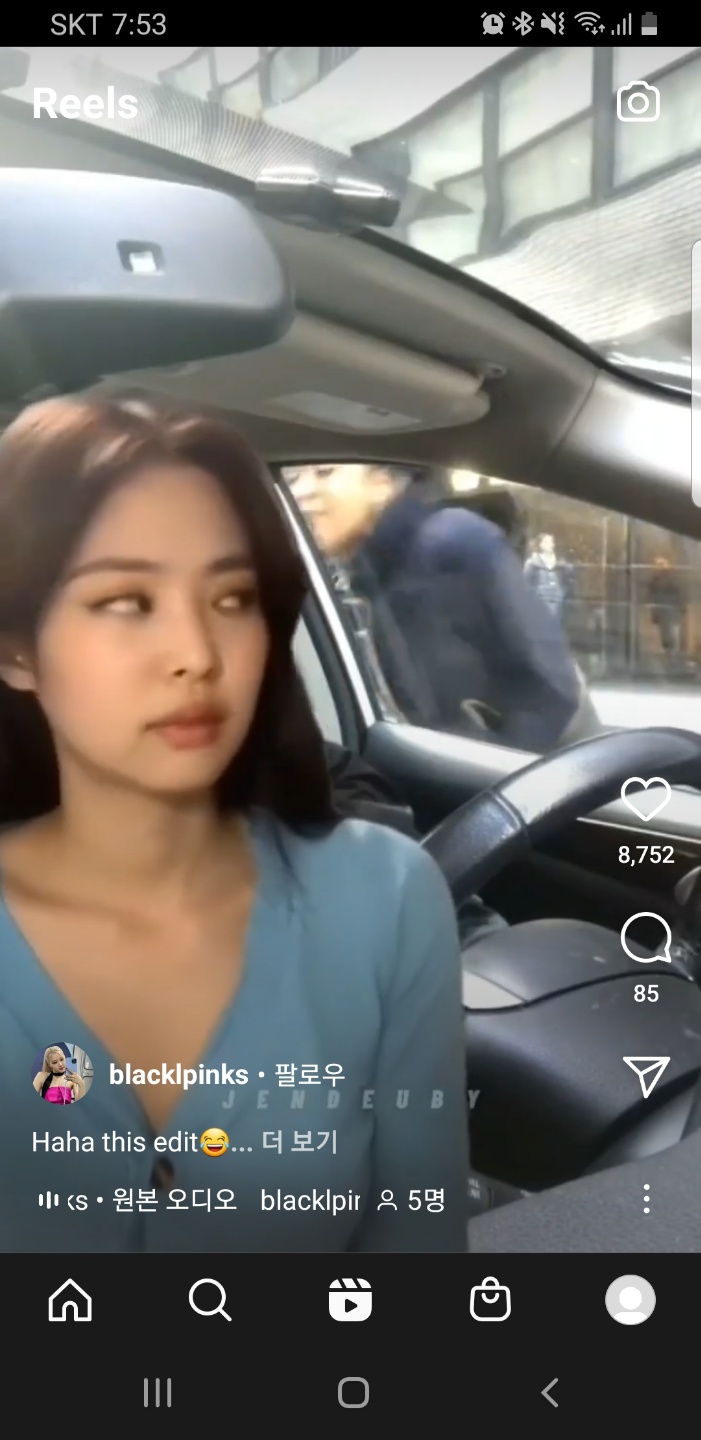 SKT 7:53
Reels
8,752
85
blacklpinks • 팔로우
JENDEUBY
Haha this edit😂... 더 보기
ks • 원본 오디오 blacklpin 5명